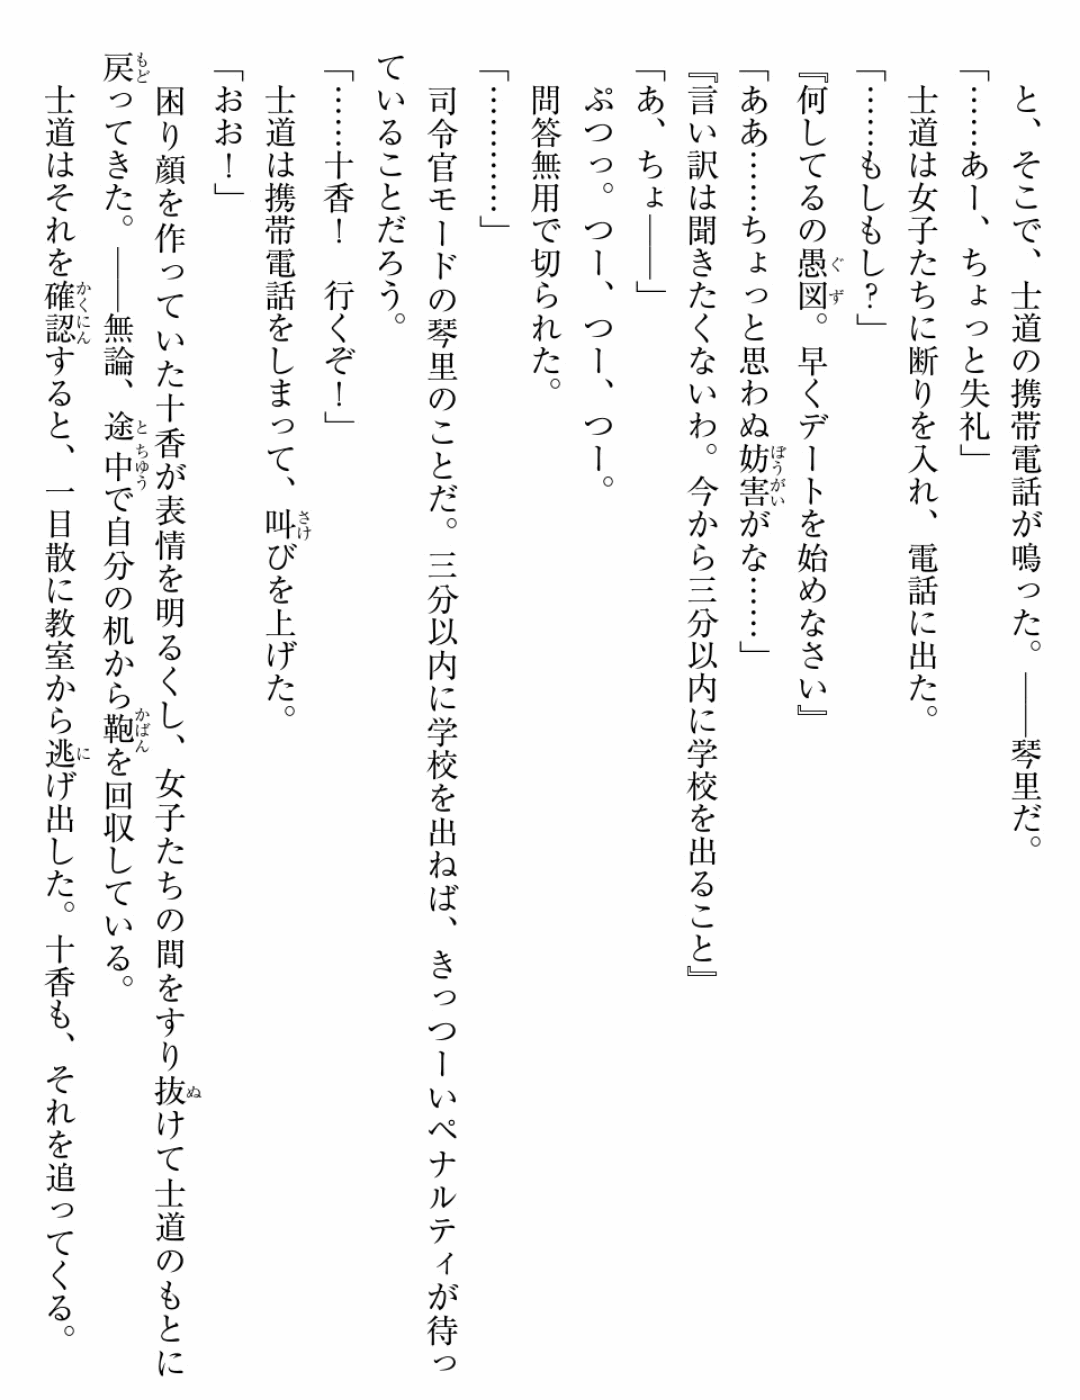 と、そこで、士道の携帯電話が鳴った。――琴里だ。
「……あー、ちょっと失礼」
士道は女子たちに断りを入れ、電話に出た。
「……もしもし？」
『何してるの愚図。早くデートを始めなさい』
「ああ……ちょっと思わぬ妨害がな……」
『言い訳は聞きたくないわ。今から三分以内に学校を出ること』
「あ、ちょ――」
ぷつっ。つー、つー、つー。
問答無用で切られた。
「…………」
司令官モードの琴里のことだ。三分以内に学校を出ねば、きっつーいペナルティが待っ
ていることだろう。
「……十香！　行くぞ！」
士道は携帯電話をしまって、叫びを上げた。
「おお！」
困り顔を作っていた十香が表情を明るくし、女子たちの間をすり抜けて士道のもとに
戻ってきた。――無論、途中で自分の机から鞄を回収している。
士道はそれを確認すると、一目散に教室から逃げ出した。十香も、それを追ってくる。